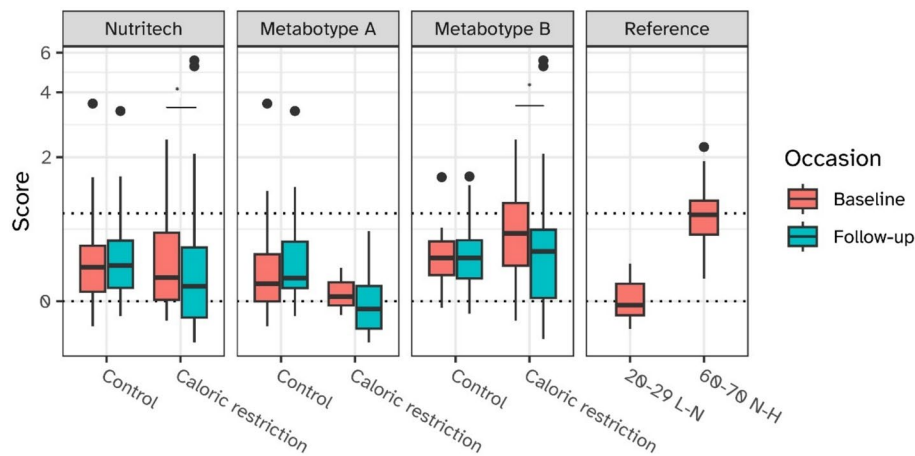 Nutritech
Metabotype A
Metabotype B
Reference
Score
6
4
2
0
*
*
Control
Caloric restriction
Control
Caloric restriction
Control
Caloric restriction
20-29 L-N
60-70 N-H
Occasion
Baseline
Follow-up